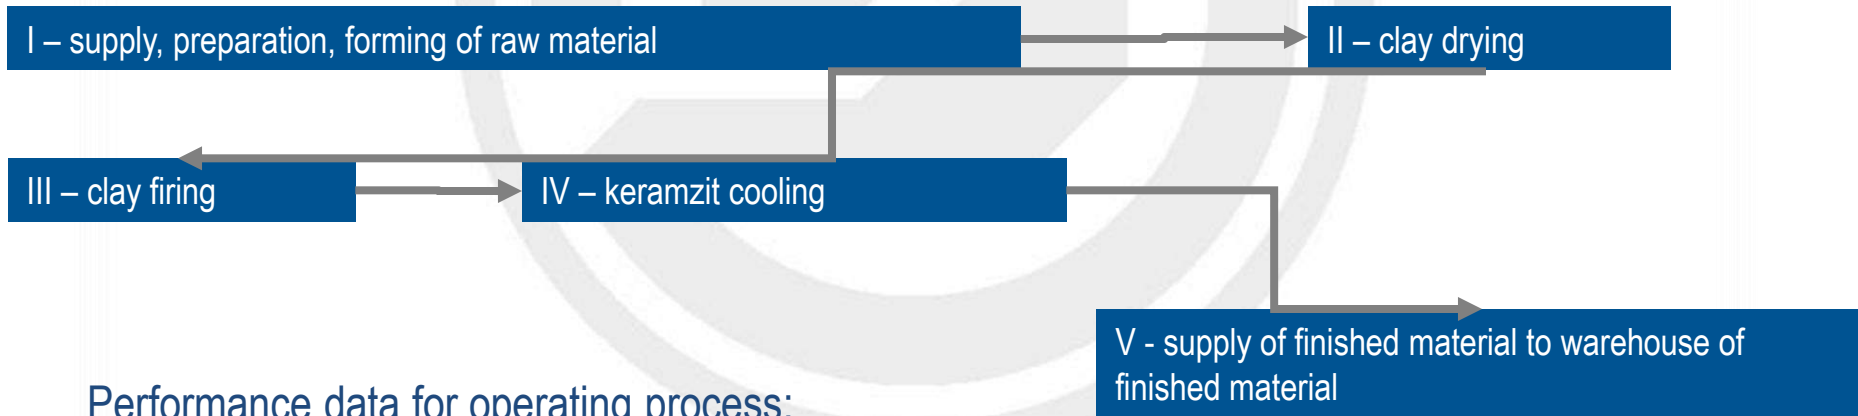 I – supply, preparation, forming of raw material
II – clay drying
III – clay firing
IV – keramzit cooling
V - supply of finished material to warehouse of
finished material
Performance data for operating process: